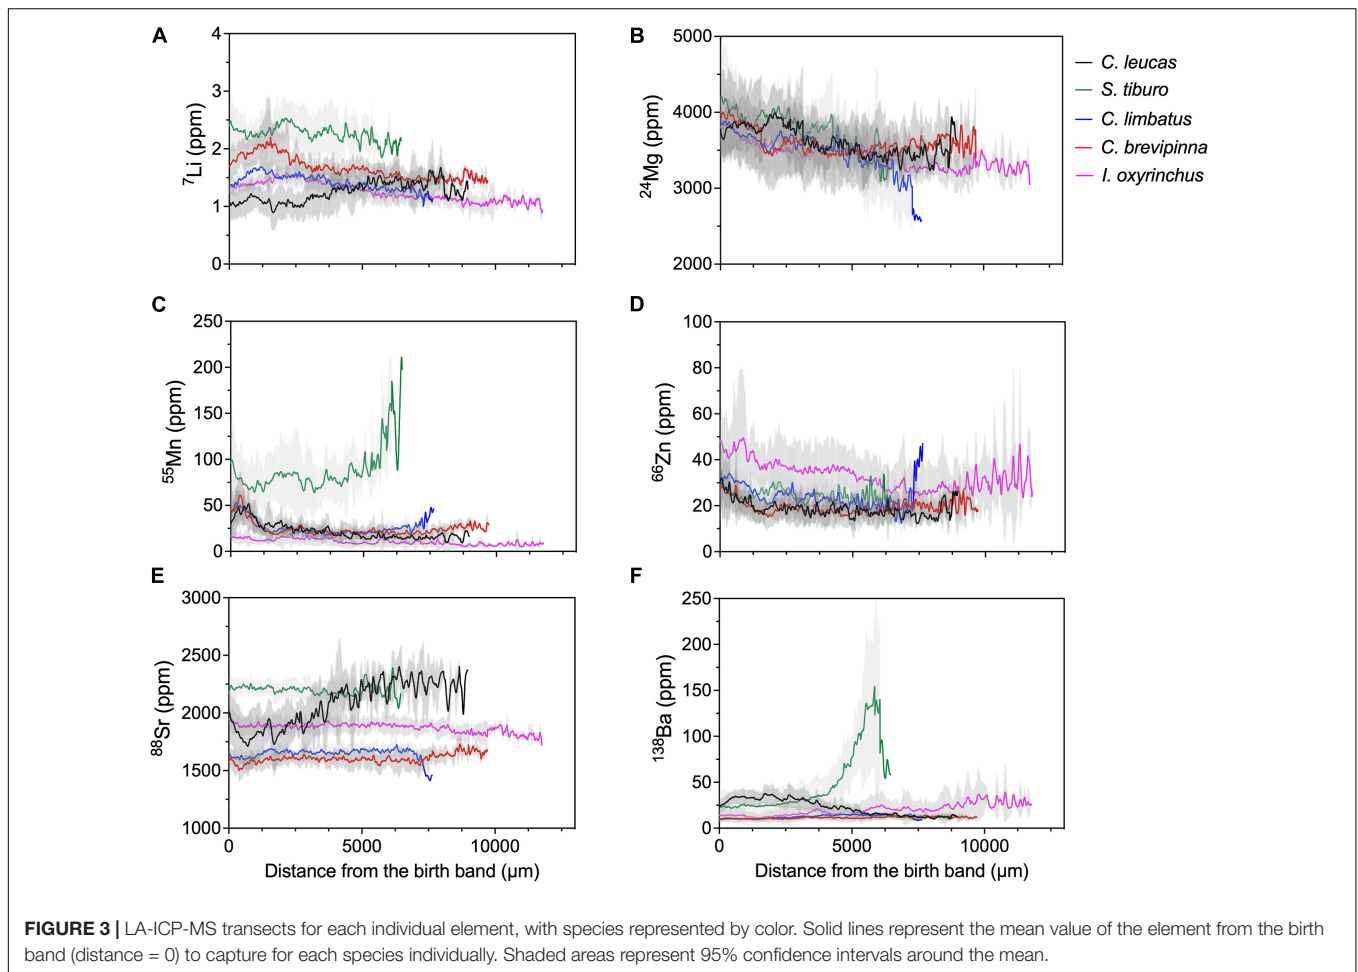 A
4
3
2
1
0
⁷Li (ppm)
B
5000
4000
3000
2000
²⁴Mg (ppm)
C. leucas
S. tiburo
C. limbatus
C. brevipinna
I. oxyrinchus
C
250
200
150
100
50
0
⁵⁵Mn (ppm)
D
100
80
60
40
20
0
⁶⁶Zn (ppm)
E
3000
2500
2000
1500
1000
⁸⁸Sr (ppm)
0 5000 10000
Distance from the birth band (µm)
F
250
200
150
100
50
0
¹³⁸Ba (ppm)
0 5000 10000
Distance from the birth band (µm)
FIGURE 3 | LA-ICP-MS transects for each individual element, with species represented by color. Solid lines represent the mean value of the element from the birth
band (distance = 0) to capture for each species individually. Shaded areas represent 95% confidence intervals around the mean.